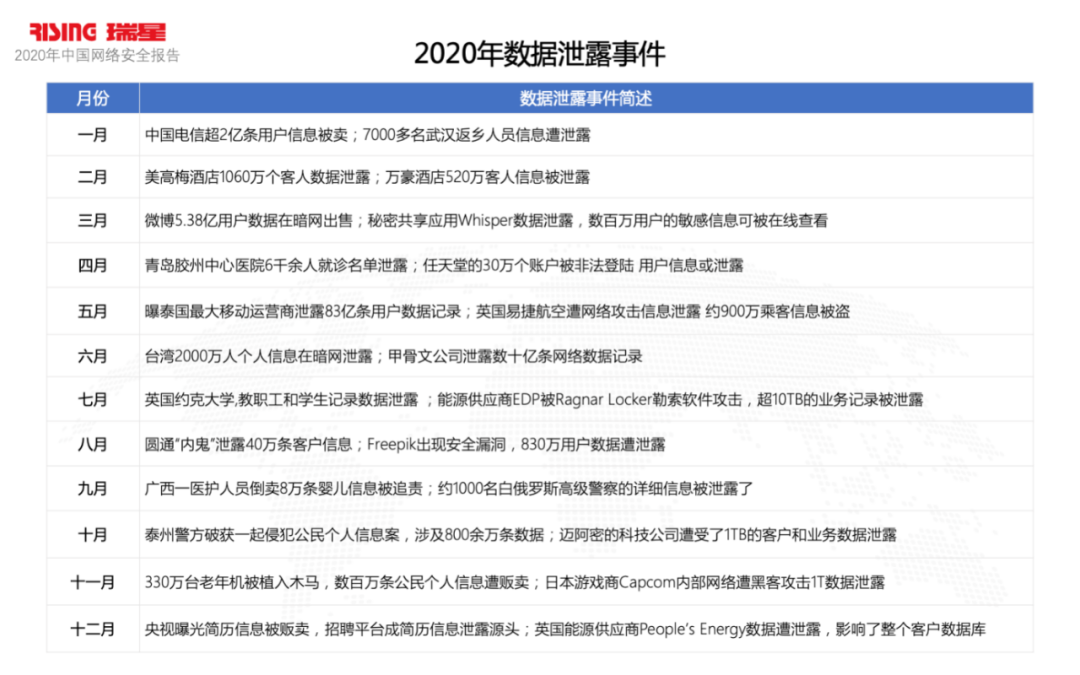 RISING 瑞星
2020年中国网络安全报告
2020年数据泄露事件
月份 数据泄露事件简述
一月 中国电信超2亿条用户信息被卖；7000多名武汉返乡人员信息遭泄露
二月 美高梅酒店1060万个客人数据泄露；万豪酒店520万客人信息被泄露
三月 微博5.38亿用户数据在暗网出售；秘密共享应用Whisper数据泄露，数百万用户的敏感信息可被在线查看
四月 青岛胶州中心医院6千余人就诊名单泄露；任天堂的30万个账户被非法登陆 用户信息或泄露
五月 曝泰国最大移动运营商泄露83亿条用户数据记录；英国易捷航空遭网络攻击信息泄露 约900万乘客信息被盗
六月 台湾2000万人个人信息在暗网泄露；甲骨文公司泄露数十亿条网络数据记录
七月 英国约克大学,教职工和学生记录数据泄露 ；能源供应商EDP被Ragnar Locker勒索软件攻击，超10TB的业务记录被泄露
八月 圆通“内鬼”泄露40万条客户信息；Freepik出现安全漏洞，830万用户数据遭泄露
九月 广西一医护人员倒卖8万条婴儿信息被追责；约1000名白俄罗斯高级警察的详细信息被泄露了
十月 泰州警方破获一起侵犯公民个人信息案，涉及800余万条数据；迈阿密的科技公司遭受了1TB的客户和业务数据泄露
十一月 330万台老年机被植入木马，数百万条公民个人信息遭贩卖；日本游戏商Capcom内部网络遭黑客攻击1T数据泄露
十二月 央视曝光简历信息被贩卖，招聘平台成简历信息泄露源头；英国能源供应商People’s Energy数据遭泄露，影响了整个客户数据库